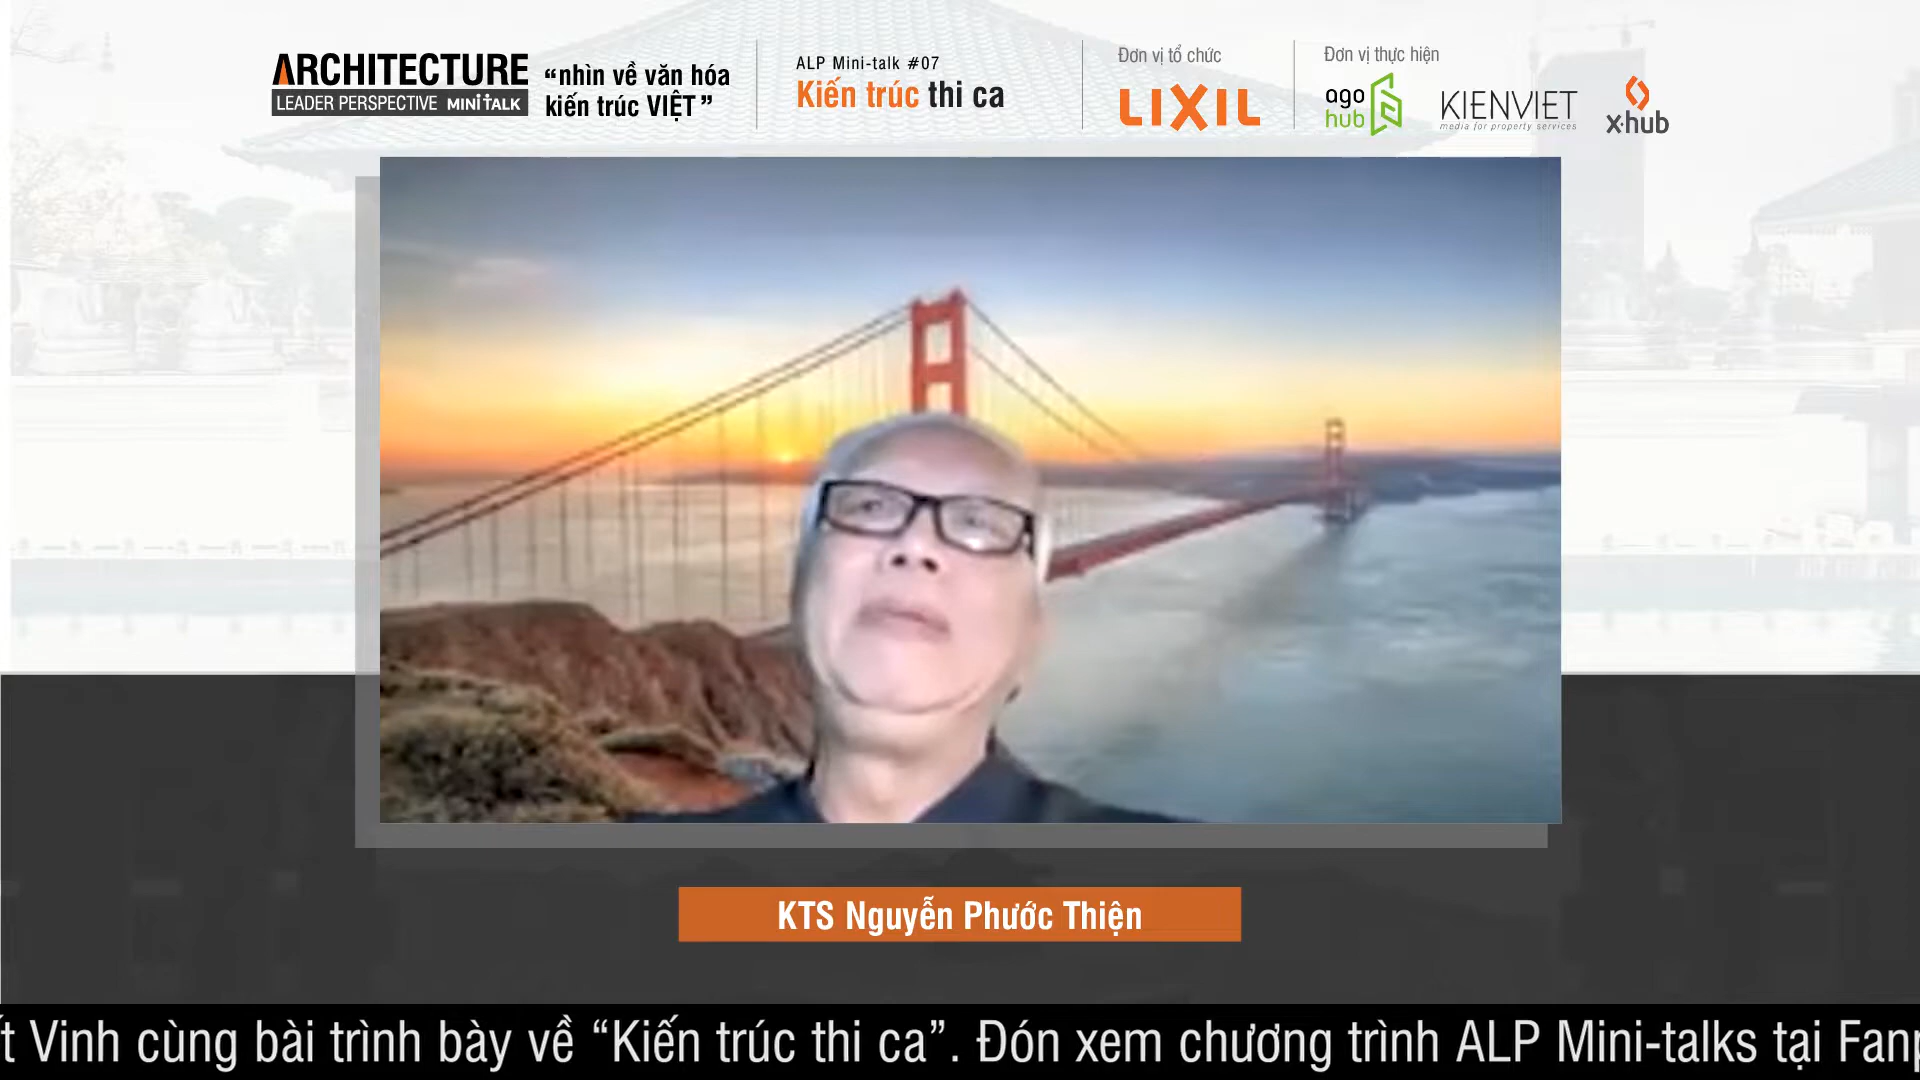 ARCHITECTURE
LEADER PERSPECTIVE MINITALK
“nhìn về văn hóa
kiến trúc VIỆT”
ALP Mini-talk #07
Kiến trúc thi ca
Đơn vị tổ chức
LIXIL
Đơn vị thực hiện
ago
hub
KIENVIET
media for property services
x·hub
KTS Nguyễn Phước Thiện
Vinh cùng bài trình bày về “Kiến trúc thi ca”. Đón xem chương trình ALP Mini-talks tại